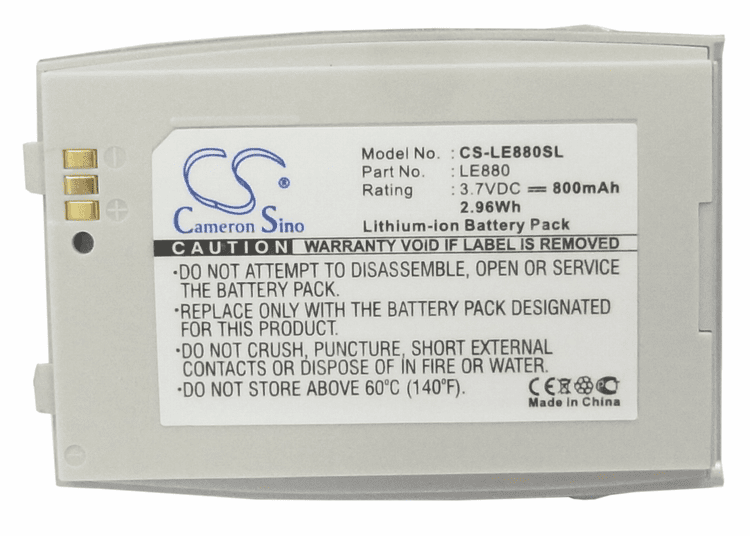 CS
Cameron Sino
Model No. : CS-LE880SL
Part No. : LE880
Rating : 3.7VDC ⎓ 800mAh
2.96Wh
Lithium-ion Battery Pack
CAUTION WARRANTY VOID IF LABEL IS REMOVED
•DO NOT ATTEMPT TO DISASSEMBLE, OPEN OR SERVICE
THE BATTERY PACK.
•REPLACE ONLY WITH THE BATTERY PACK DESIGNED
FOR THIS PRODUCT.
•DO NOT CRUSH, PUNCTURE, SHORT EXTERNAL
CONTACTS OR DISPOSE OF IN FIRE OR WATER.
•DO NOT STORE ABOVE 60°C (140°F).
CE
Made in China